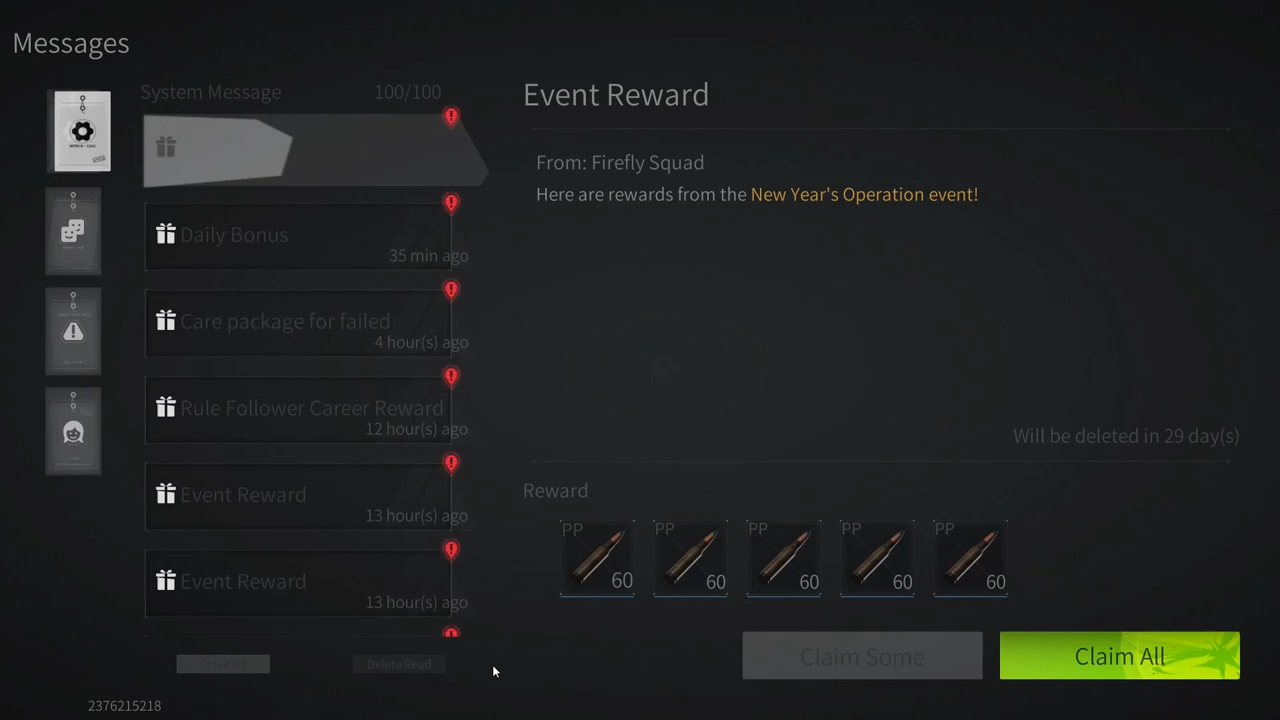 Messages
System Message 100/100
Daily Bonus
35 min ago
Care package for failed
4 hour(s) ago
Rule Follower Career Reward
12 hour(s) ago
Event Reward
13 hour(s) ago
Event Reward
13 hour(s) ago
Claim All
Delete Read
2376215218
Event Reward
From: Firefly Squad
Here are rewards from the New Year's Operation event!
Will be deleted in 29 day(s)
Reward
PP PP PP PP PP
60 60 60 60 60
Claim Some
Claim All